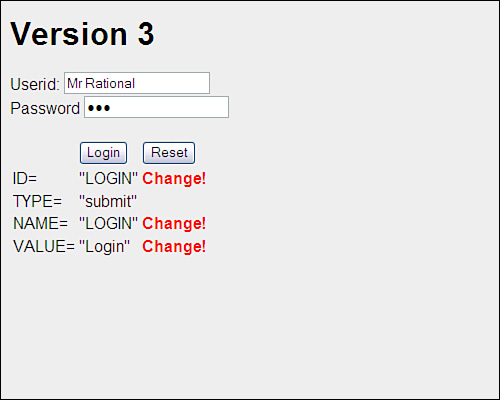 Version 3
Userid: Mr Rational
Password •••
Login Reset
ID= "LOGIN" Change!
TYPE= "submit"
NAME= "LOGIN" Change!
VALUE= "Login" Change!